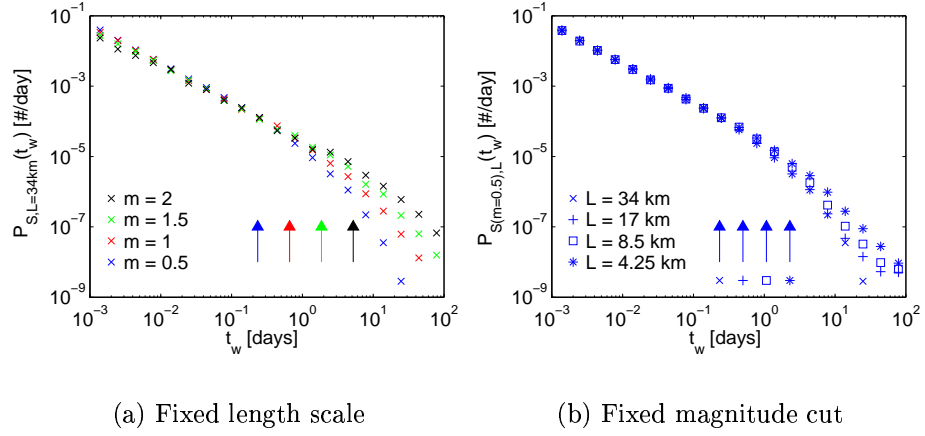 10^−1
10^−3
10^−5
10^−7
10^−9
P_{S,L=34km}(t_w) [#/day]
× m = 2
× m = 1.5
× m = 1
× m = 0.5
10^−3 10^−2 10^−1 10^0 10^1 10^2
t_w [days]
(a) Fixed length scale
10^−1
10^−3
10^−5
10^−7
10^−9
P_{S(m=0.5),L}(t_w) [#/day]
× L = 34 km
+ L = 17 km
□ L = 8.5 km
∗ L = 4.25 km
10^−3 10^−2 10^−1 10^0 10^1 10^2
t_w [days]
(b) Fixed magnitude cut